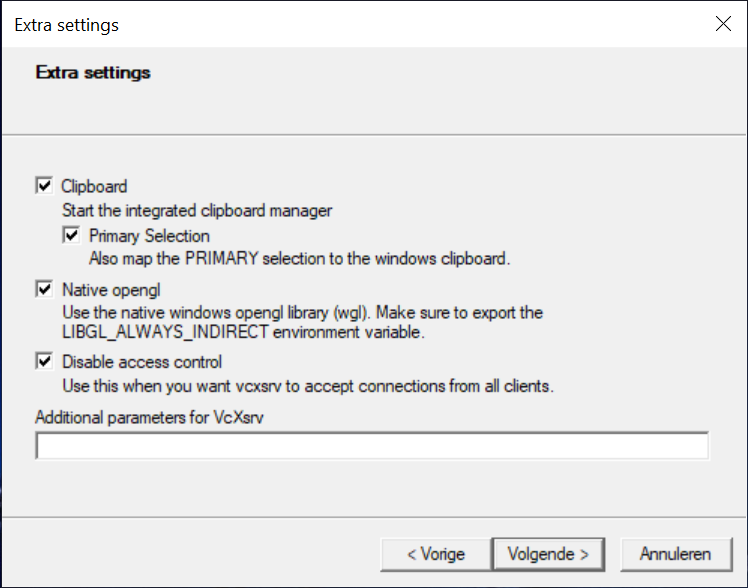 Extra settings
Extra settings
Clipboard
Start the integrated clipboard manager
Primary Selection
Also map the PRIMARY selection to the windows clipboard.
Native opengl
Use the native windows opengl library (wgl). Make sure to export the
LIBGL_ALWAYS_INDIRECT environment variable.
Disable access control
Use this when you want vcxsrv to accept connections from all clients.
Additional parameters for VcXsrv
< Vorige
Volgende >
Annuleren